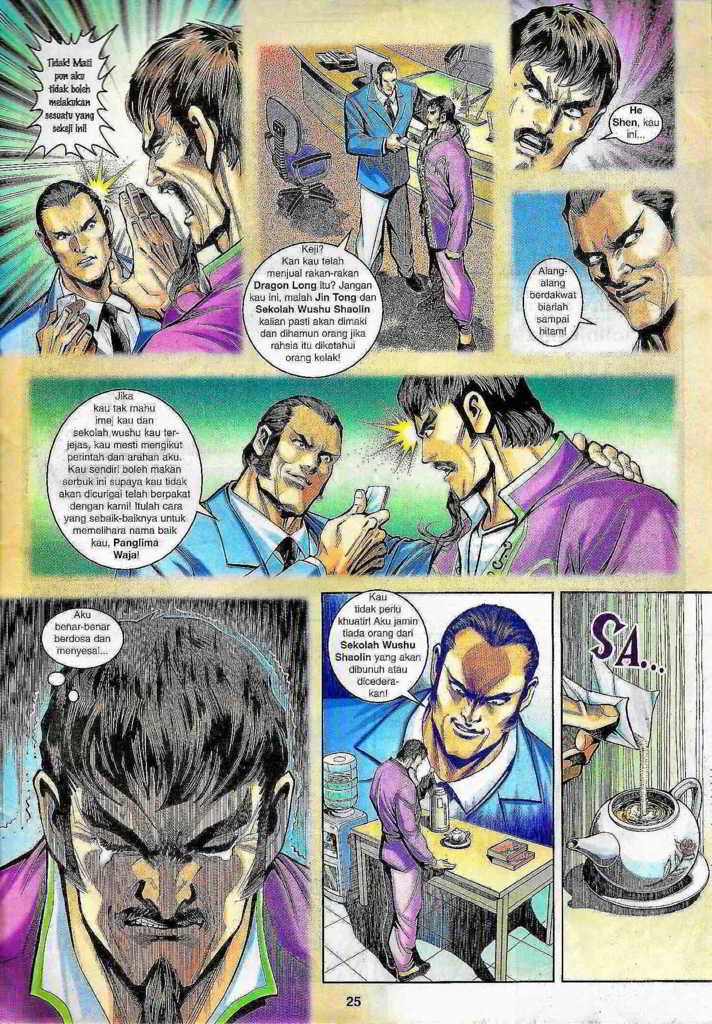 Tidak! Mati
pun aku
tidak boleh
melakukan
sesuatu yang
sekeji ini!
Keji?
Kan kau telah
menjual rakan-rakan
Dragon Long itu? Jangan
kau ini, malah Jin Tong dan
Sekolah Wushu Shaolin
kalian pasti akan dimaki
dan dihamun orang jika
rahsia itu diketahui
orang kelak!
He
Shen, kau
ini...
Alang-
alang
berdakwat
biarlah
sampai
hitam!
Jika
kau tak mahu
imej kau dan
sekolah wushu kau ter-
jejas, kau mesti mengikut
perintah dan arahan aku.
Kau sendiri boleh makan
serbuk ini supaya kau tidak
akan dicurigai telah berpakat
dengan kami! Itulah cara
yang sebaik-baiknya untuk
memelihara nama baik
kau, Panglima
Waja!
Aku
benar-benar
berdosa dan
menyesal...
Kau
tidak perlu
khuatir! Aku jamin
tiada orang dari
Sekolah Wushu
Shaolin yang akan
dibunuh atau
dicedera-
kan!
SA...
25